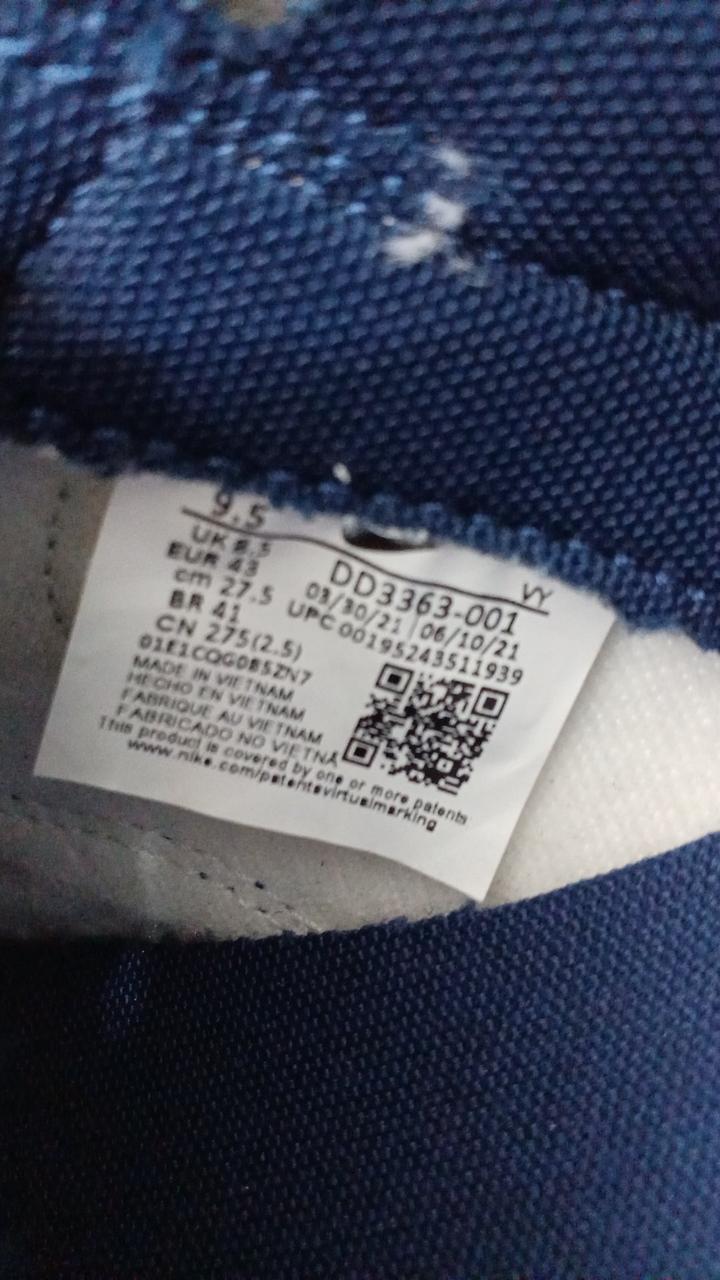 9.5
UK 8.5
EUR 43
cm 27.5
BR 41
CN 275(2.5)
VY
DD3363-001
03/30/21 06/10/21
UPC 00195243511939
01E1CQG0B5ZN7
MADE IN VIETNAM
HECHO EN VIETNAM
FABRIQUE AU VIETNAM
FABRICADO NO VIETNA
This product is covered by one or more patents
www.nike.com/patentsvirtualmarking